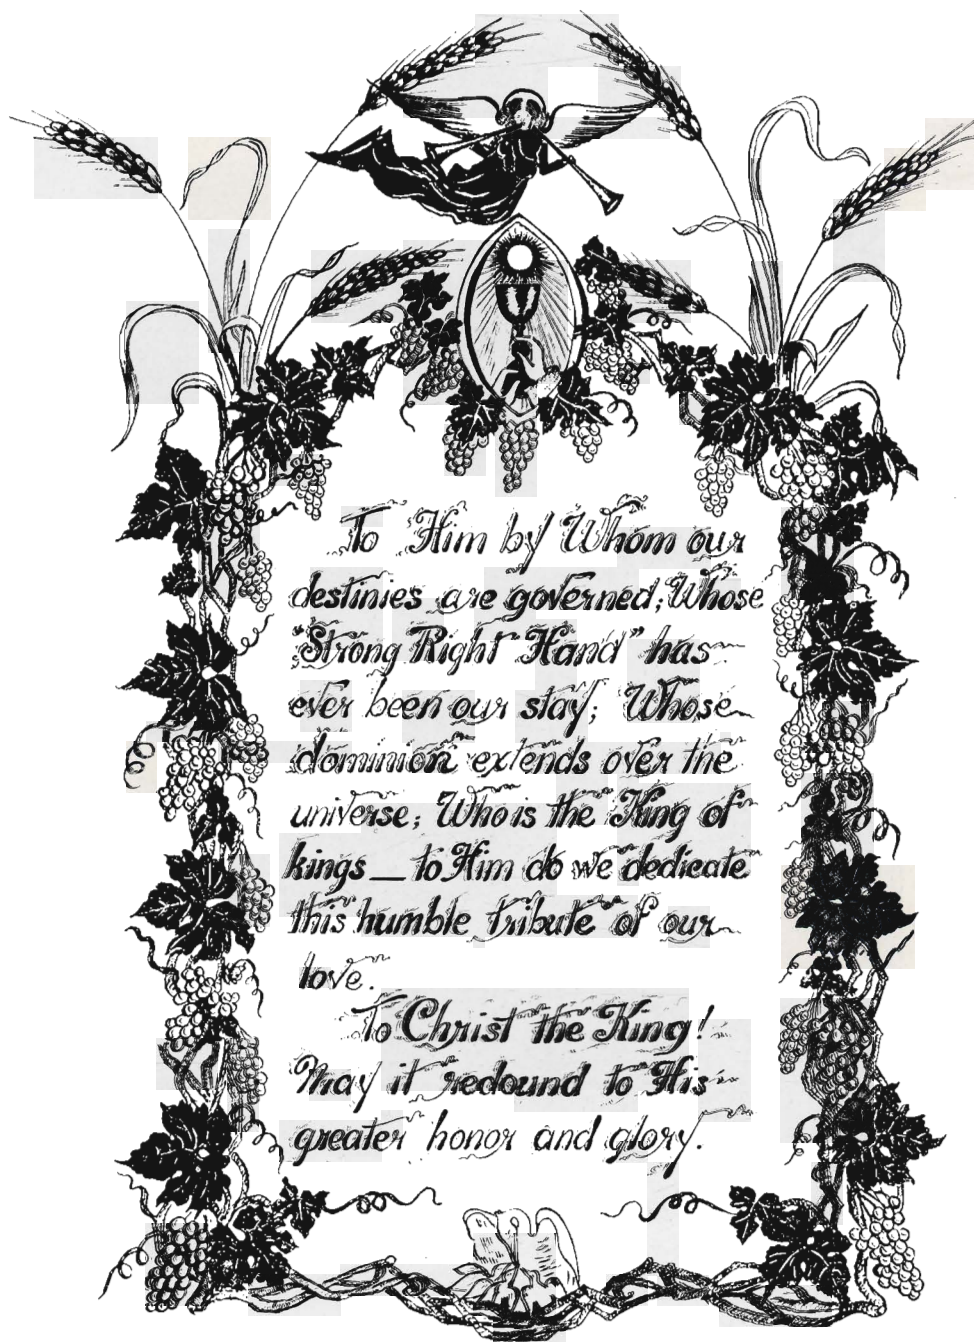 To Him by Whom our
destinies are governed; Whose
"Strong Right Hand" has
ever been our stay; Whose
dominion extends over the
universe; Who is the King of
kings — to Him do we dedicate
this humble tribute of our
love.
To Christ the King!
May it redound to His
greater honor and glory.